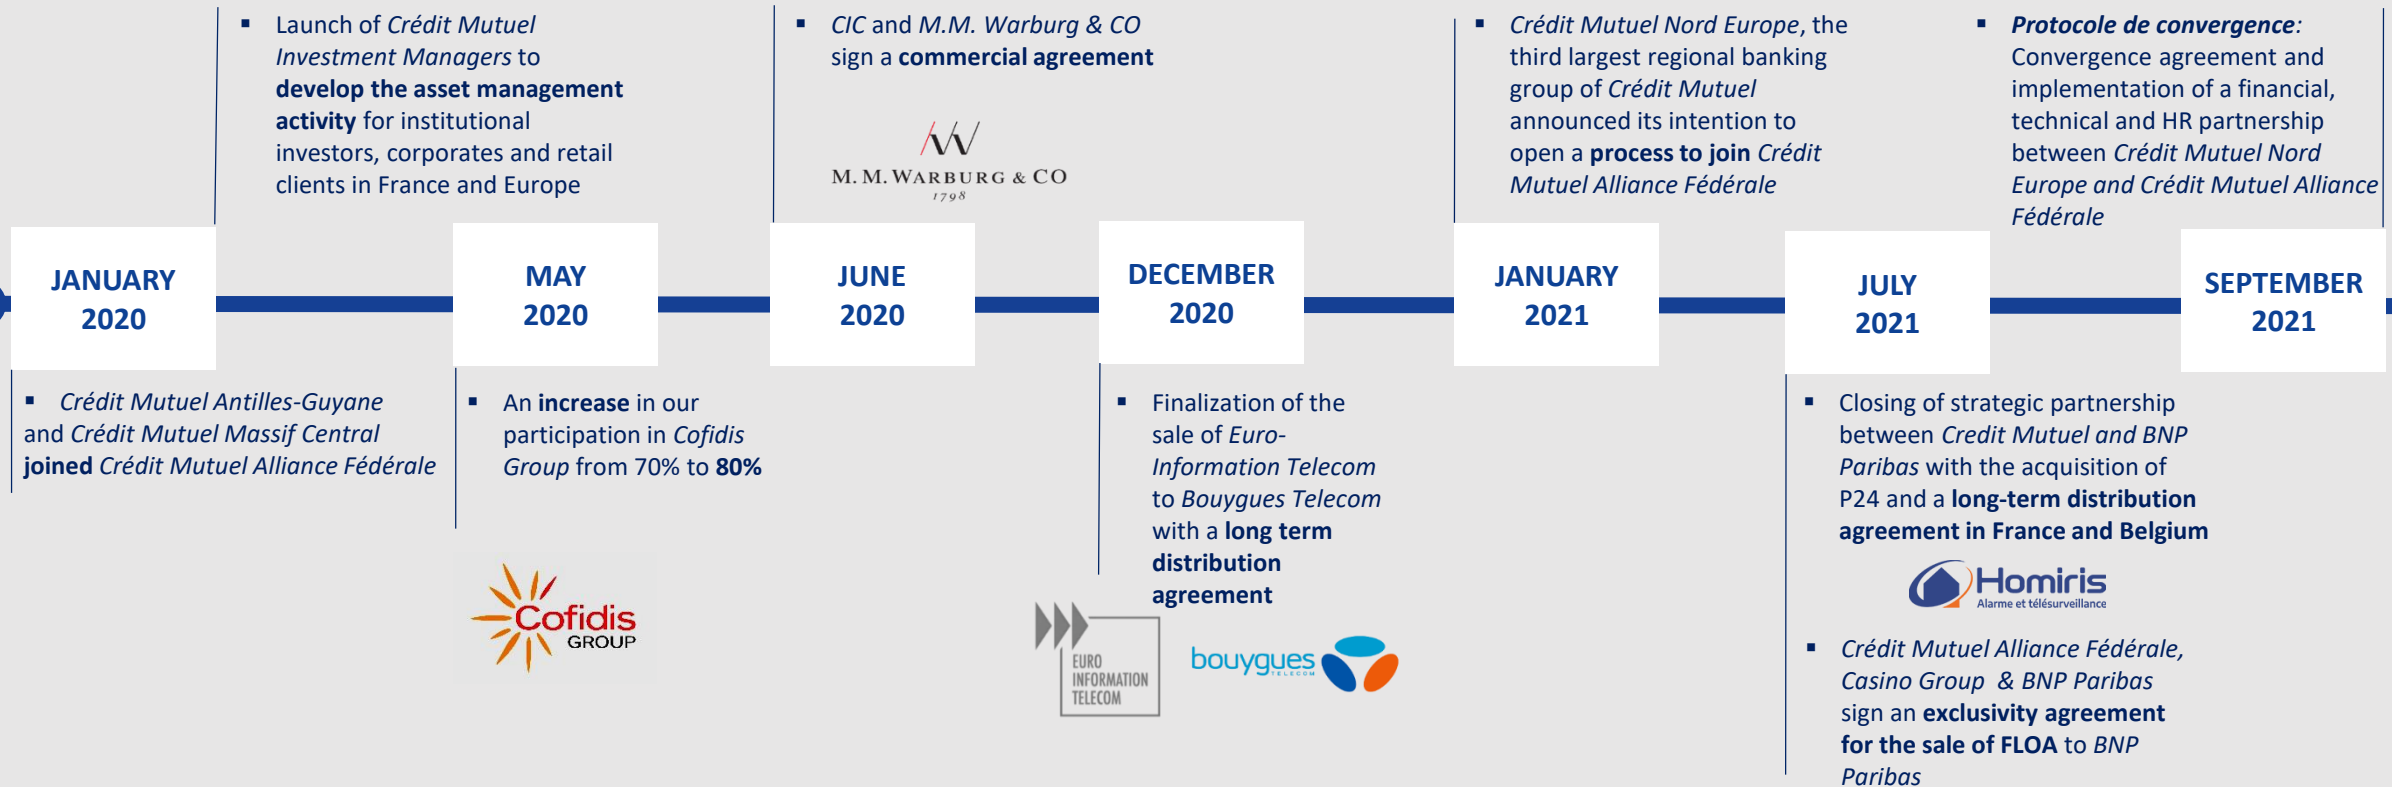 ▪ Launch of Crédit Mutuel
Investment Managers to
develop the asset management
activity for institutional
investors, corporates and retail
clients in France and Europe
▪ CIC and M.M. Warburg & CO
sign a commercial agreement
M.M.WARBURG & CO
1798
▪ Crédit Mutuel Nord Europe, the
third largest regional banking
group of Crédit Mutuel
announced its intention to
open a process to join Crédit
Mutuel Alliance Fédérale
▪ Protocole de convergence:
Convergence agreement and
implementation of a financial,
technical and HR partnership
between Crédit Mutuel Nord
Europe and Crédit Mutuel Alliance
Fédérale
JANUARY
2020
MAY
2020
JUNE
2020
DECEMBER
2020
JANUARY
2021
JULY
2021
SEPTEMBER
2021
▪ Crédit Mutuel Antilles-Guyane
and Crédit Mutuel Massif Central
joined Crédit Mutuel Alliance Fédérale
▪ An increase in our
participation in Cofidis
Group from 70% to 80%
Cofidis
GROUP
▪ Finalization of the
sale of Euro-
Information Telecom
to Bouygues Telecom
with a long term
distribution
agreement
EURO
INFORMATION
TELECOM
bouygues
TELECOM
▪ Closing of strategic partnership
between Credit Mutuel and BNP
Paribas with the acquisition of
P24 and a long-term distribution
agreement in France and Belgium
Homiris
Alarme et télésurveillance
▪ Crédit Mutuel Alliance Fédérale,
Casino Group & BNP Paribas
sign an exclusivity agreement
for the sale of FLOA to BNP
Paribas